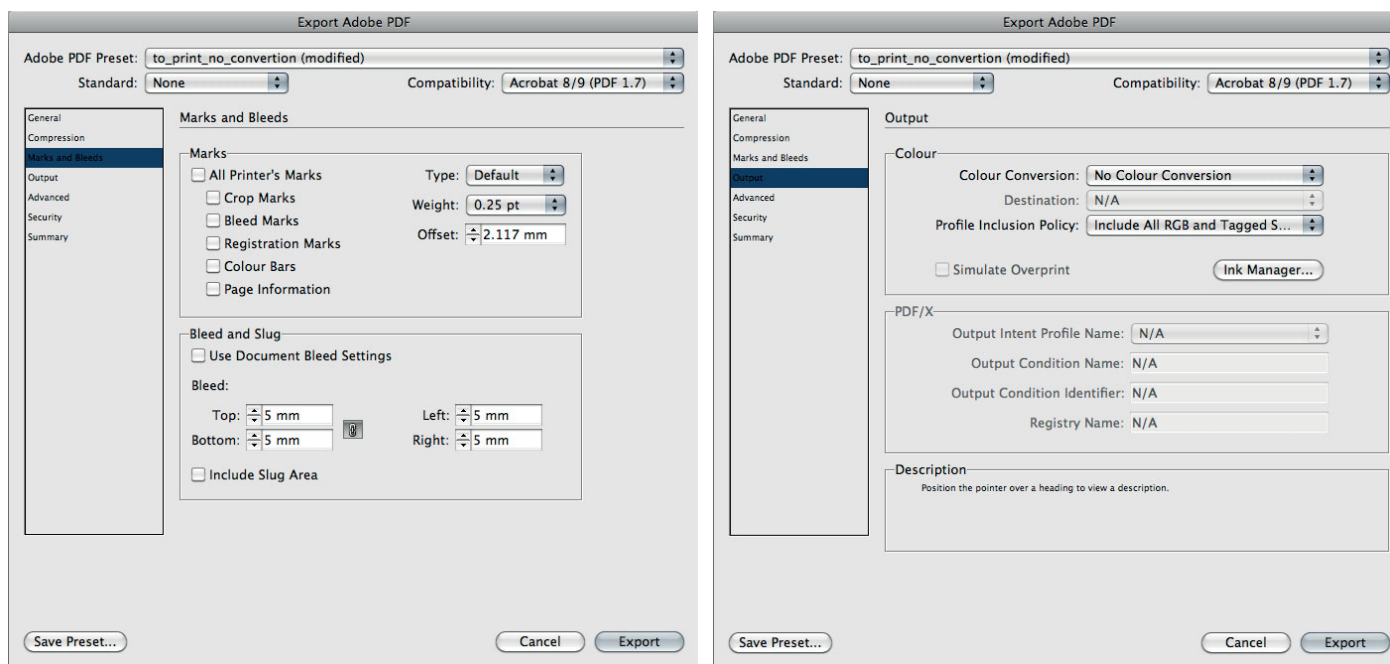 Export Adobe PDF
Adobe PDF Preset: to_print_no_convertion (modified)
Standard: None Compatibility: Acrobat 8/9 (PDF 1.7)
General
Compression
Marks and Bleeds
Output
Advanced
Security
Summary
Marks and Bleeds
Marks
All Printer's Marks Type: Default
Crop Marks Weight: 0.25 pt
Bleed Marks Offset: 2.117 mm
Registration Marks
Colour Bars
Page Information
Bleed and Slug
Use Document Bleed Settings
Bleed:
Top: 5 mm Left: 5 mm
Bottom: 5 mm Right: 5 mm
Include Slug Area
Save Preset... Cancel Export
Export Adobe PDF
Adobe PDF Preset: to_print_no_convertion (modified)
Standard: None Compatibility: Acrobat 8/9 (PDF 1.7)
General
Compression
Marks and Bleeds
Output
Advanced
Security
Summary
Output
Colour
Colour Conversion: No Colour Conversion
Destination: N/A
Profile Inclusion Policy: Include All RGB and Tagged S...
Simulate Overprint Ink Manager...
PDF/X
Output Intent Profile Name: N/A
Output Condition Name: N/A
Output Condition Identifier: N/A
Registry Name: N/A
Description
Position the pointer over a heading to view a description.
Save Preset... Cancel Export